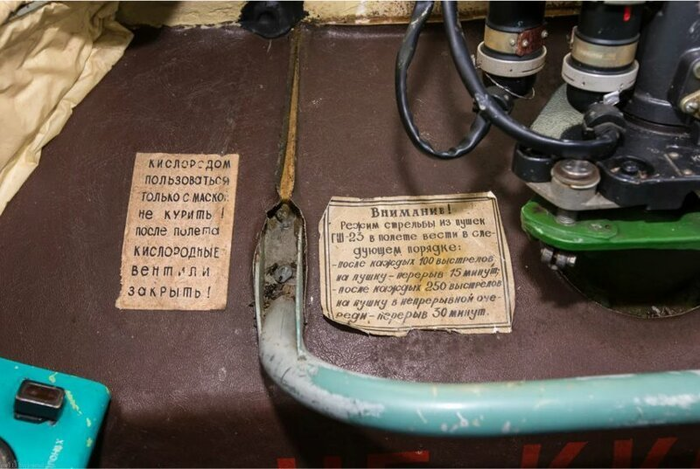 КИСЛОРОДОМ
ПОЛЬЗОВАТЬСЯ
ТОЛЬКО С МАСКОЙ
НЕ КУРИТЬ !
ПОСЛЕ ПОЛЕТА
КИСЛОРОДНЫЕ
ВЕНТИЛИ
ЗАКРЫТЬ !
ВНИМАНИЕ!
Режим стрельбы из пушек
ГШ-23 в полете вести в сле-
дующем порядке:
-после каждых 100 выстрелов
на пушку-перерыв 15 минут;
-после каждых 250 выстрелов
на пушку в непрерывной оче-
реди-перерыв 30 минут.
НЕ КУ